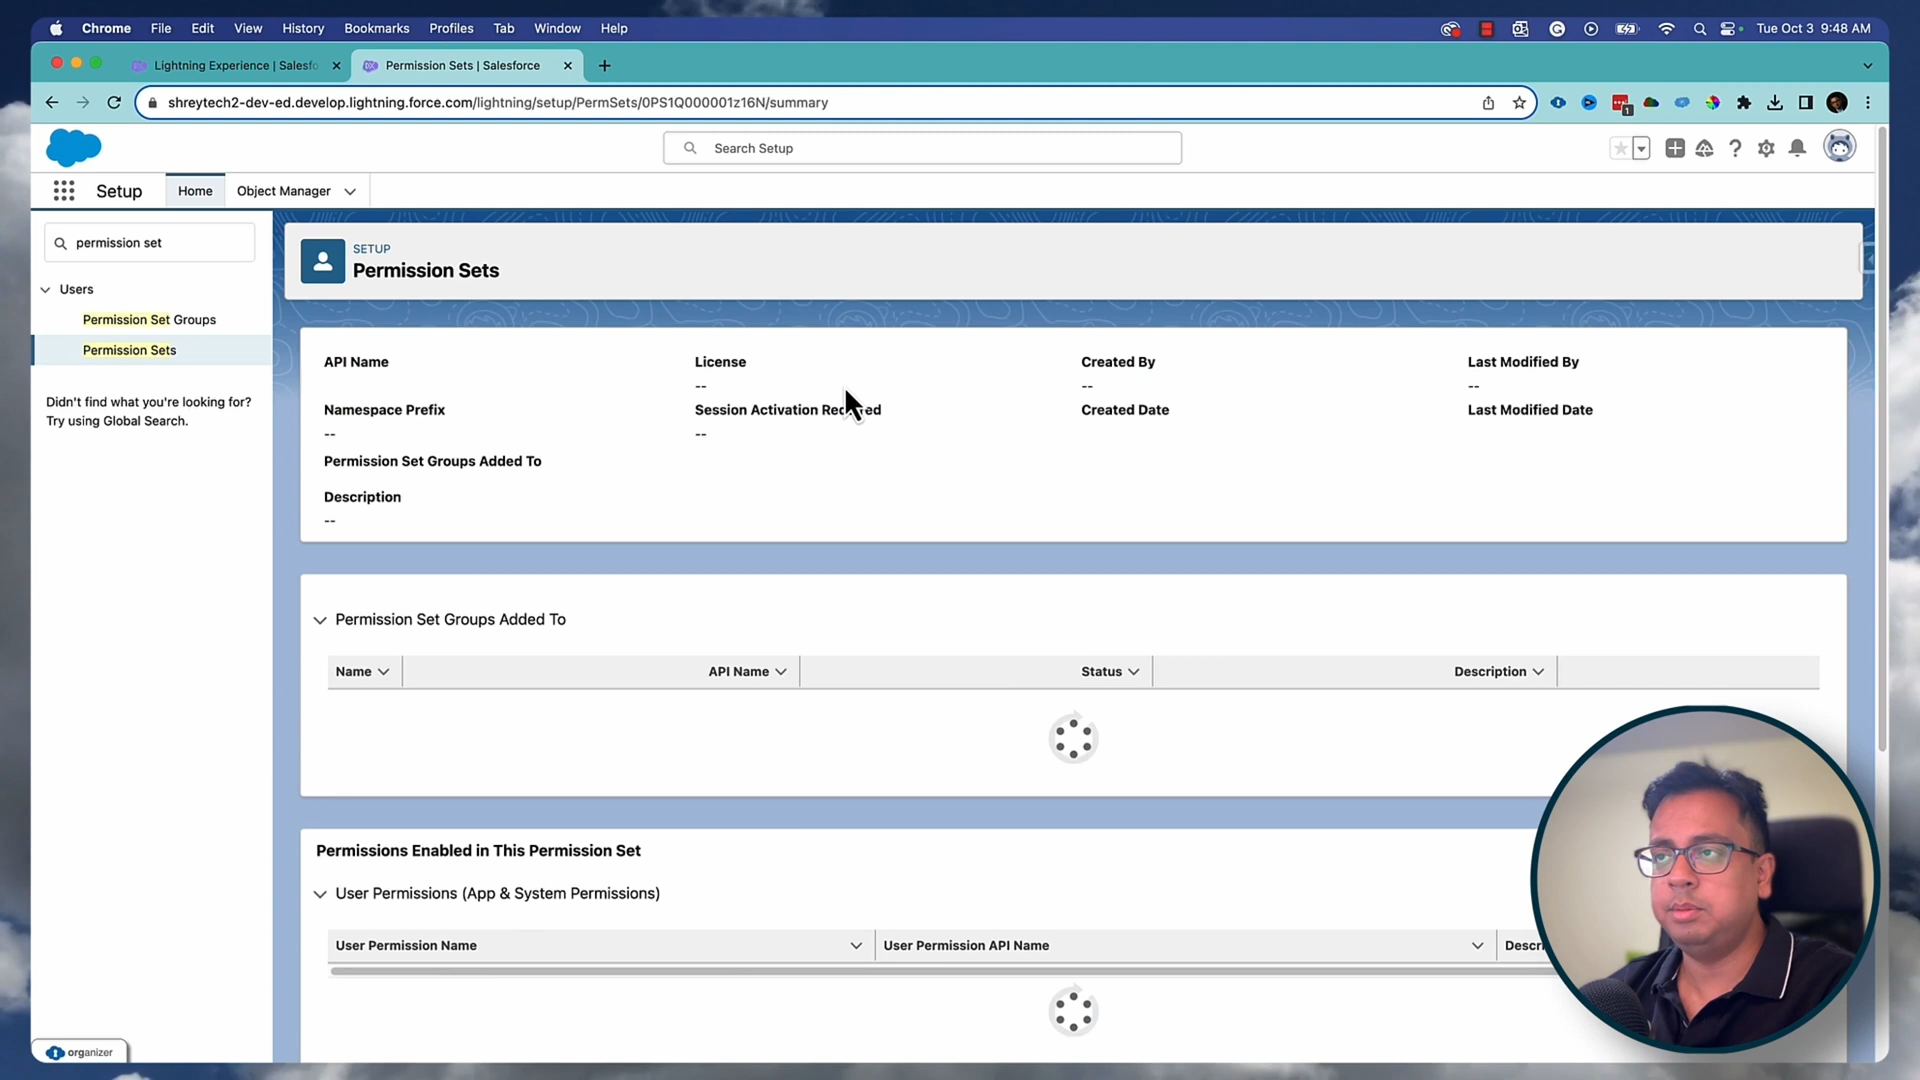 Chrome File Edit View History Bookmarks Profiles Tab Window Help Tue Oct 3 9:48 AM
Lightning Experience | Salesfo Permission Sets | Salesforce
shreytech2-dev-ed.develop.lightning.force.com/lightning/setup/PermSets/0PS1Q000001z16N/summary 1
Search Setup
Setup Home Object Manager
permission set
Users
Permission Set Groups
Permission Sets
Didn't find what you're looking for?
Try using Global Search.
SETUP
Permission Sets
API Name License Created By Last Modified By
-- -- --
Namespace Prefix Session Activation Required Created Date Last Modified Date
-- --
Permission Set Groups Added To
Description
--
Permission Set Groups Added To
Name API Name Status Description
Permissions Enabled in This Permission Set
User Permissions (App & System Permissions)
User Permission Name User Permission API Name
organizer